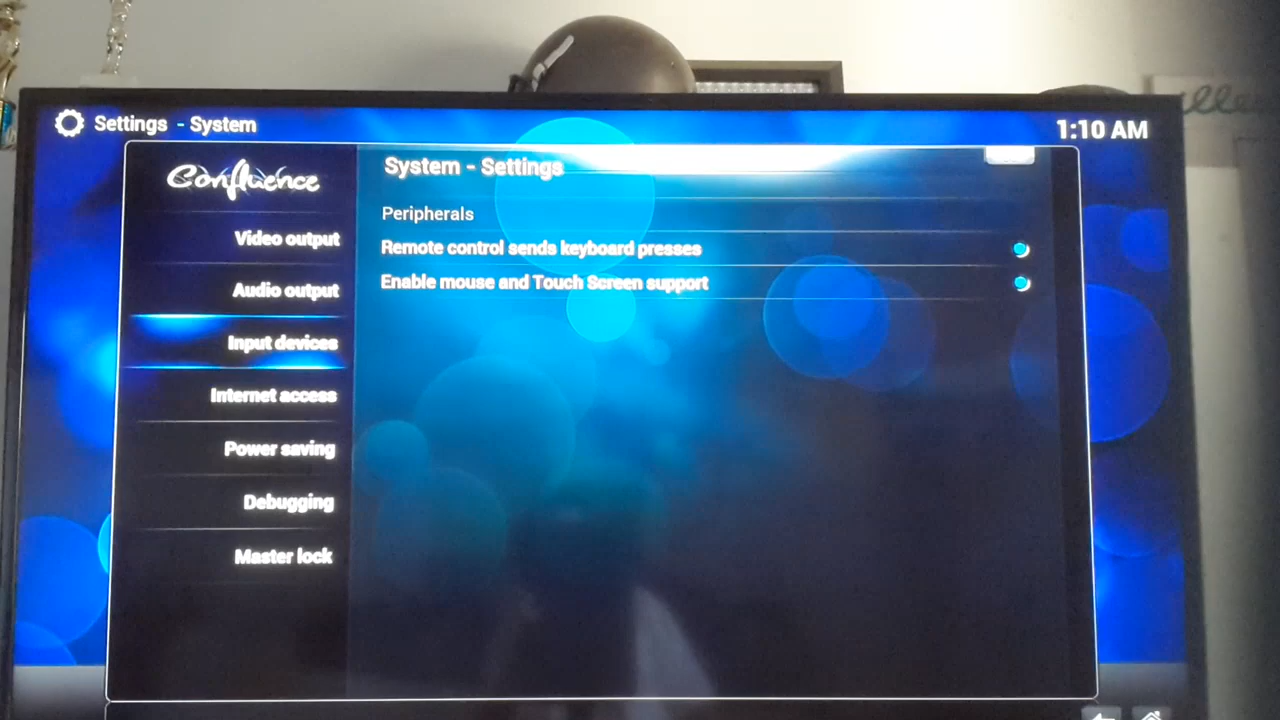 Settings - System
1:10 AM
Confluence
Video output
Audio output
Input devices
Internet access
Power saving
Debugging
Master lock
System - Settings
Peripherals
Remote control sends keyboard presses
Enable mouse and Touch Screen support